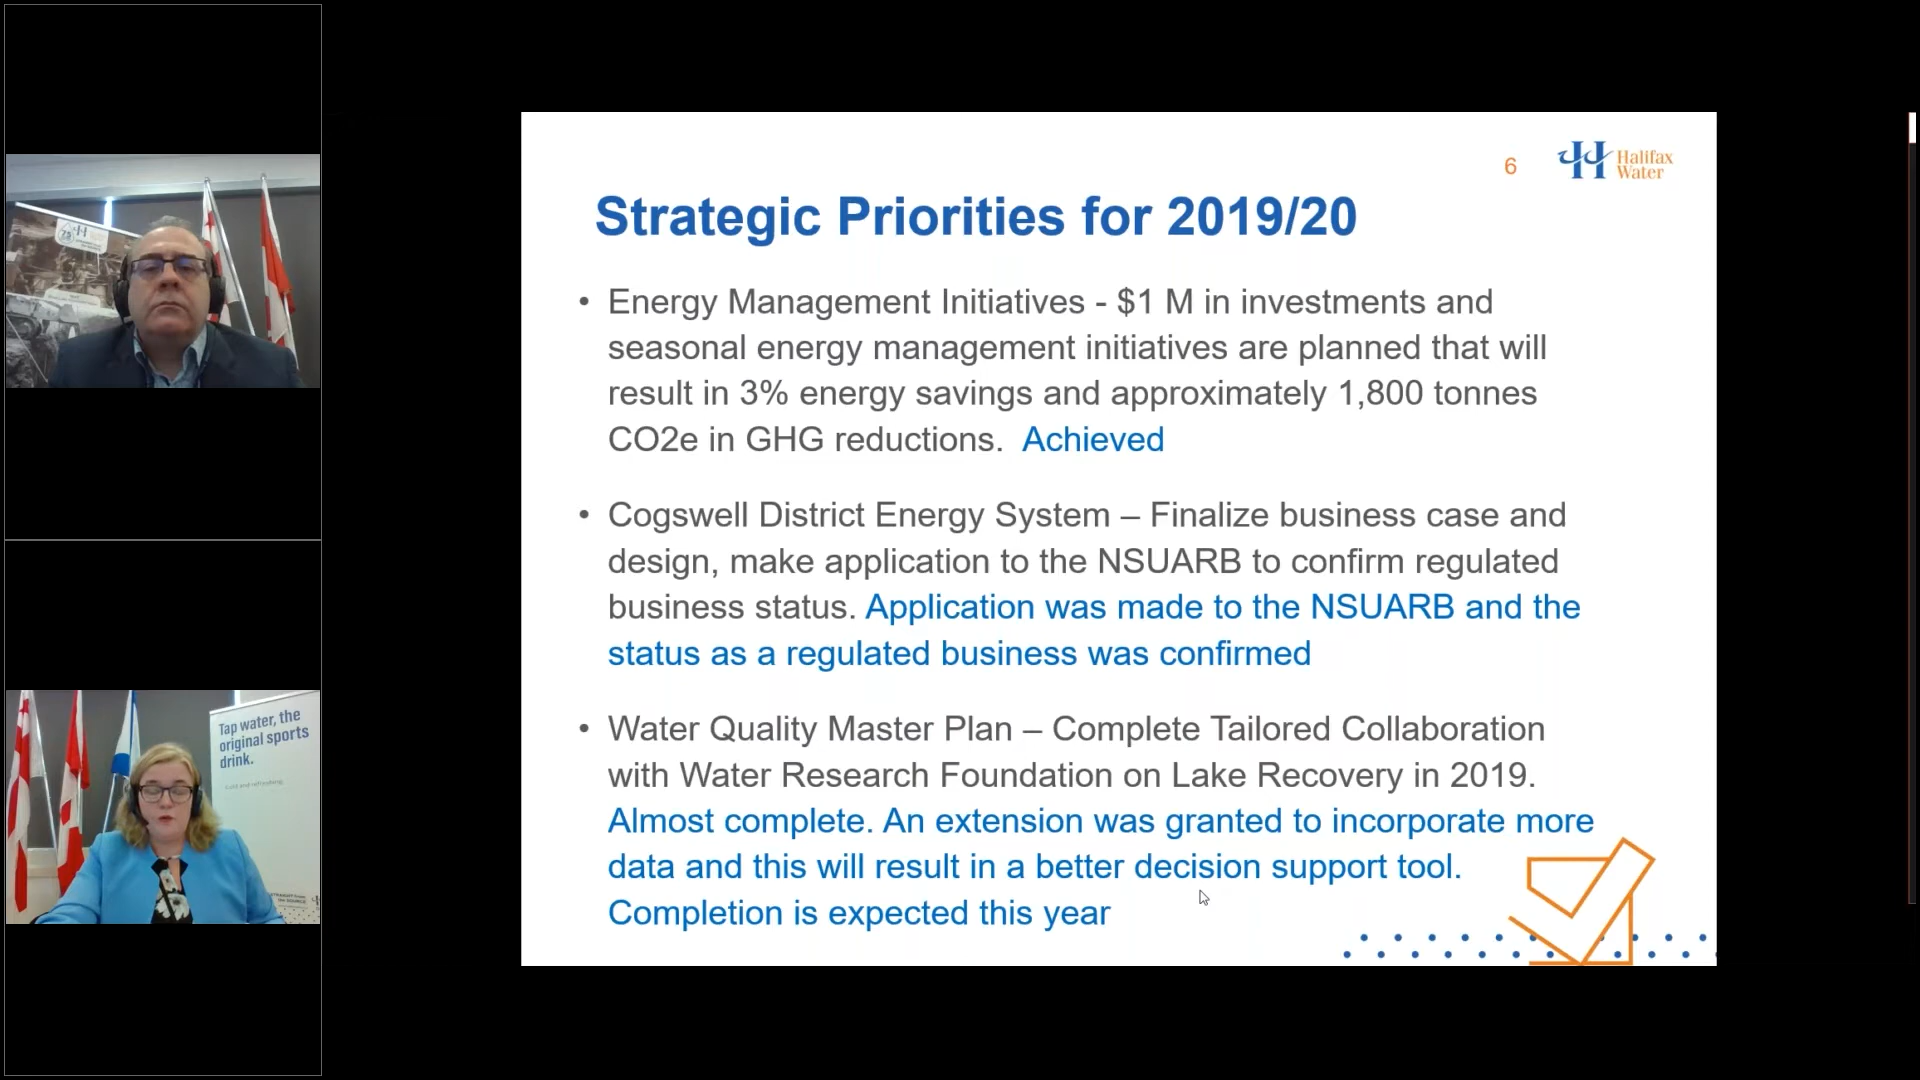 6
Halifax
Water
Strategic Priorities for 2019/20
• Energy Management Initiatives - $1 M in investments and
seasonal energy management initiatives are planned that will
result in 3% energy savings and approximately 1,800 tonnes
CO2e in GHG reductions. Achieved
• Cogswell District Energy System – Finalize business case and
design, make application to the NSUARB to confirm regulated
business status. Application was made to the NSUARB and the
status as a regulated business was confirmed
• Water Quality Master Plan – Complete Tailored Collaboration
with Water Research Foundation on Lake Recovery in 2019.
Almost complete. An extension was granted to incorporate more
data and this will result in a better decision support tool.
Completion is expected this year
Tap water, the
original sports
drink.